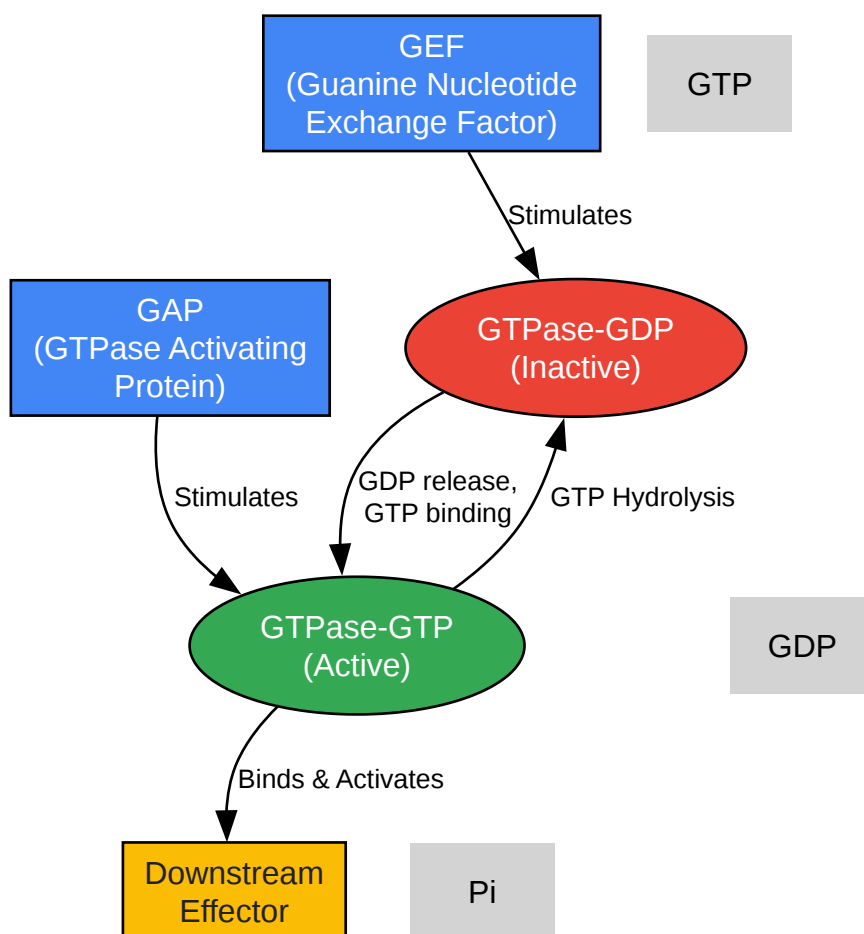 GEF
(Guanine Nucleotide
Exchange Factor)
GTP
Stimulates
GAP
(GTPase Activating
Protein)
GTPase-GDP
(Inactive)
Stimulates
GDP release,
GTP binding
GTP Hydrolysis
GTPase-GTP
(Active)
GDP
Binds & Activates
Downstream
Effector
Pi